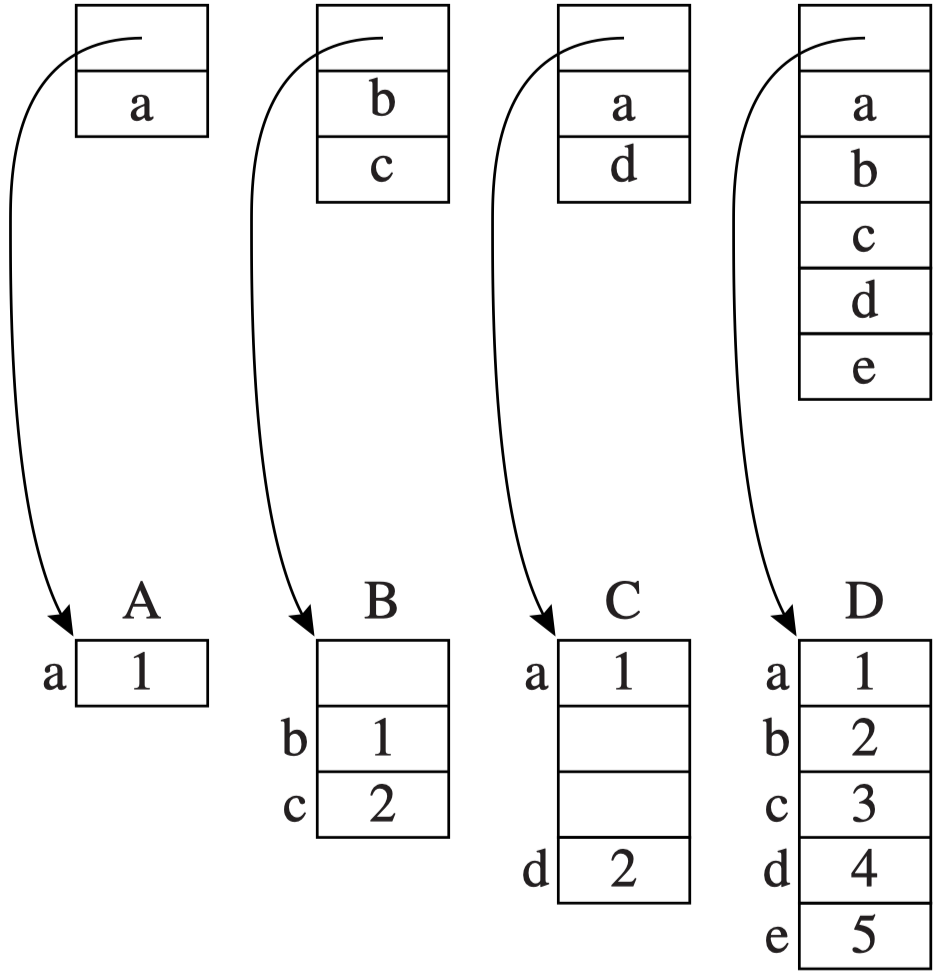 a b a a
c d b
c
d
e
A B C D
a 1 a 1 a 1
b 1 b 2
c 2 c 3
d 2 d 4
e 5